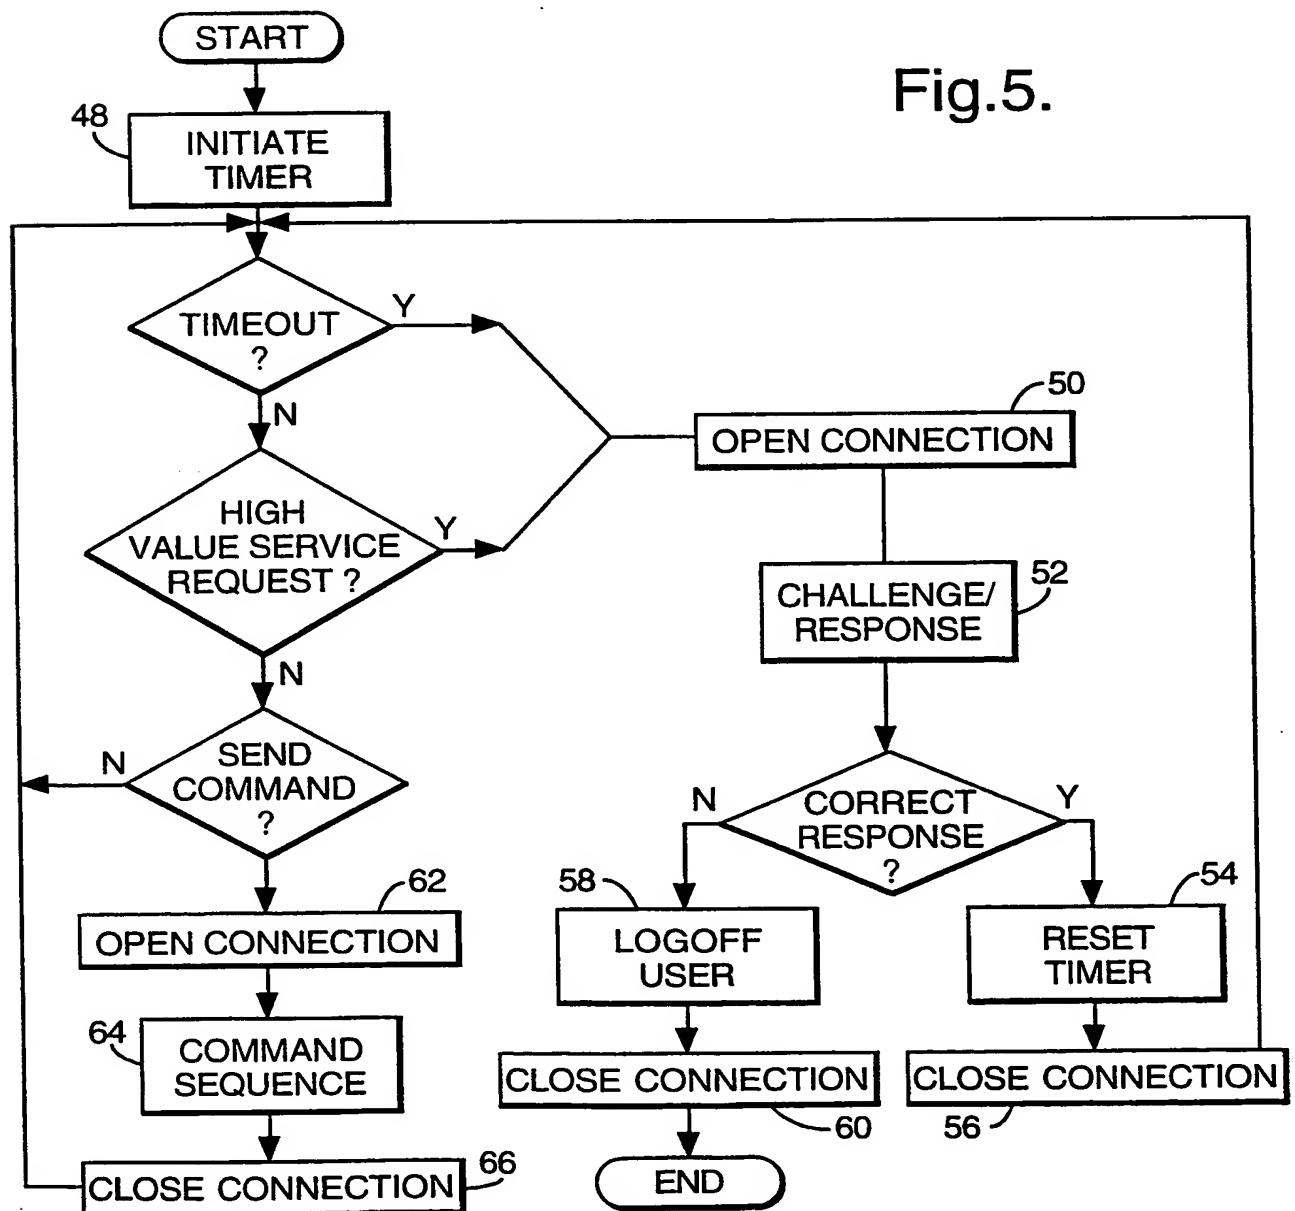 START
Fig.5.
48
INITIATE
TIMER
TIMEOUT
?
Y
N
50
OPEN CONNECTION
HIGH
VALUE SERVICE
REQUEST ?
Y
N
CHALLENGE/
RESPONSE
52
SEND
COMMAND
?
N
CORRECT
RESPONSE
?
N
Y
62
OPEN CONNECTION
58
LOGOFF
USER
54
RESET
TIMER
64
COMMAND
SEQUENCE
CLOSE CONNECTION
60
CLOSE CONNECTION
56
CLOSE CONNECTION
66
END